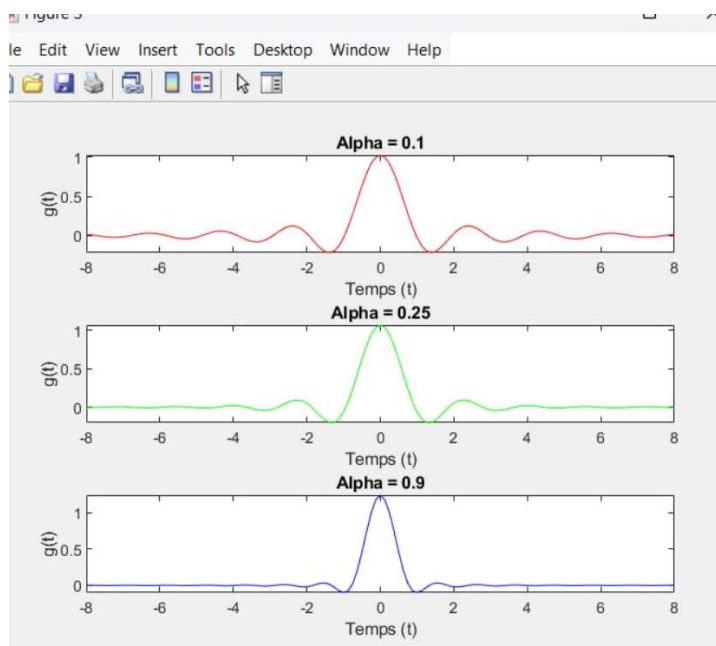 Figure 3
le Edit View Insert Tools Desktop Window Help
Alpha = 0.1
1
0.5
0
g(t)
-8 -6 -4 -2 0 2 4 6 8
Temps (t)
Alpha = 0.25
1
0.5
0
g(t)
-8 -6 -4 -2 0 2 4 6 8
Temps (t)
Alpha = 0.9
1
0.5
0
g(t)
-8 -6 -4 -2 0 2 4 6 8
Temps (t)